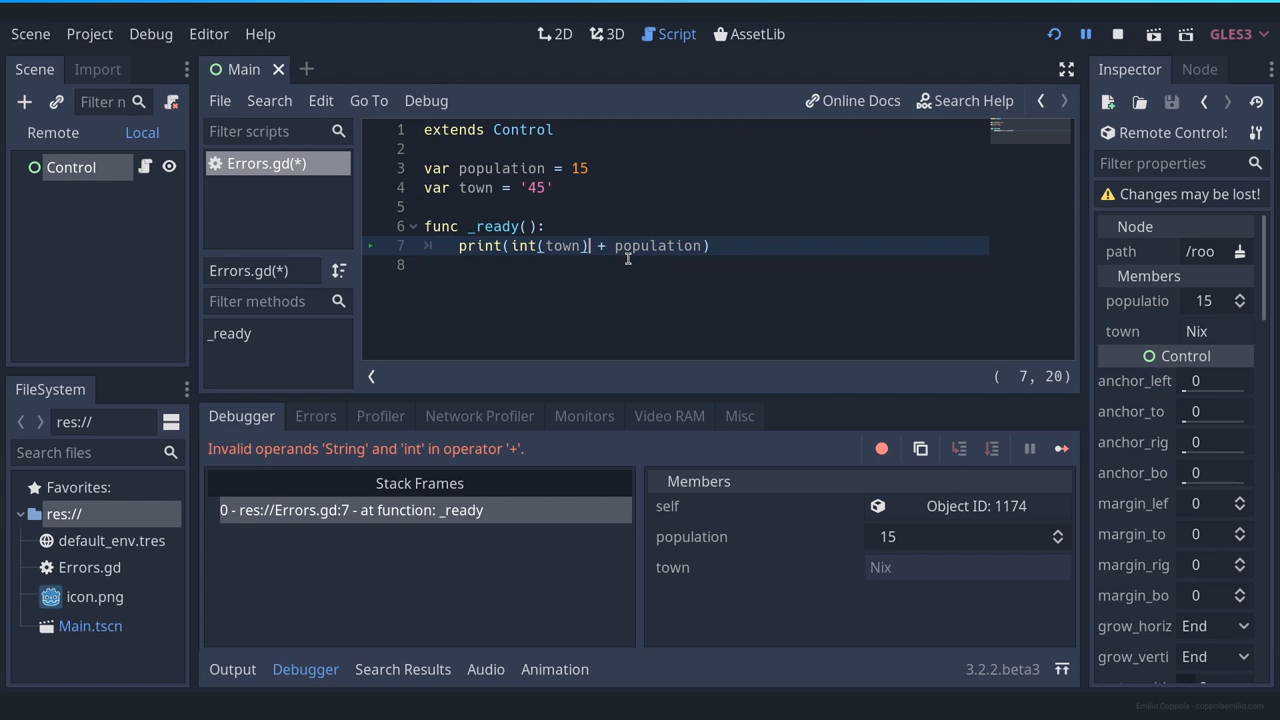 Scene Project Debug Editor Help
2D 3D Script AssetLib
GLES3
Scene Import
Filter n
Remote Local
Control
FileSystem
res://
Search files
Favorites:
res://
default_env.tres
Errors.gd
icon.png
Main.tscn
Main
File Search Edit Go To Debug
Online Docs Search Help
Filter scripts
Errors.gd(*)
Errors.gd(*)
Filter methods
_ready
1 extends Control
2
3 var population = 15
4 var town = '45'
5
6 func _ready():
7 print(int(town) + population)
8
( 7, 20)
Debugger Errors Profiler Network Profiler Monitors Video RAM Misc
Invalid operands 'String' and 'int' in operator '+'.
Stack Frames
0 - res://Errors.gd:7 - at function: _ready
Members
self Object ID: 1174
population 15
town Nix
Output Debugger Search Results Audio Animation
3.2.2.beta3
Inspector Node
Remote Control:
Filter properties
Changes may be lost!
Node
path /roo
Members
populatio 15
town Nix
Control
anchor_left 0
anchor_to 0
anchor_rig 0
anchor_bo 0
margin_lef 0
margin_to 0
margin_rig 0
margin_bo 0
grow_horiz End
grow_verti End
Emilio Coppola - coppolaemilio.com